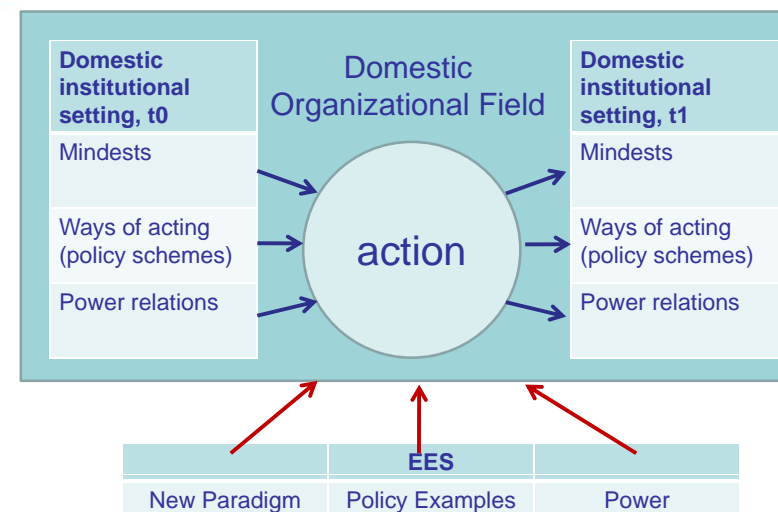 Domestic
institutional
setting, t0
Mindests
Ways of acting
(policy schemes)
Power relations
Domestic
Organizational Field
action
Domestic
institutional
setting, t1
Mindests
Ways of acting
(policy schemes)
Power relations
EES
New Paradigm
Policy Examples
Power